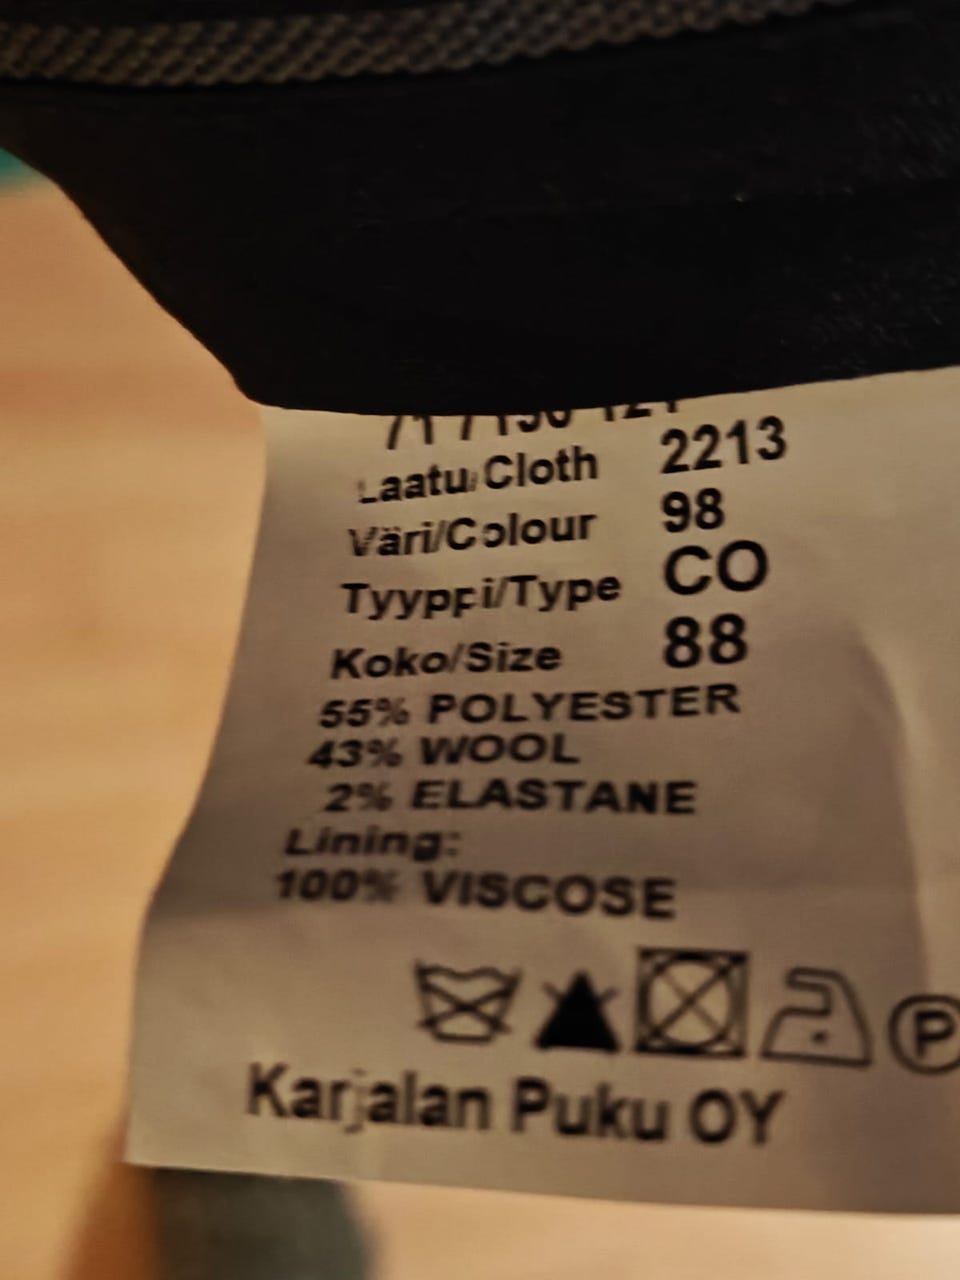 Laatu/Cloth 2213
Väri/Colour 98
Tyyppi/Type CO
Koko/Size 88
55% POLYESTER
43% WOOL
2% ELASTANE
Lining:
100% VISCOSE
P
Karjalan Puku OY